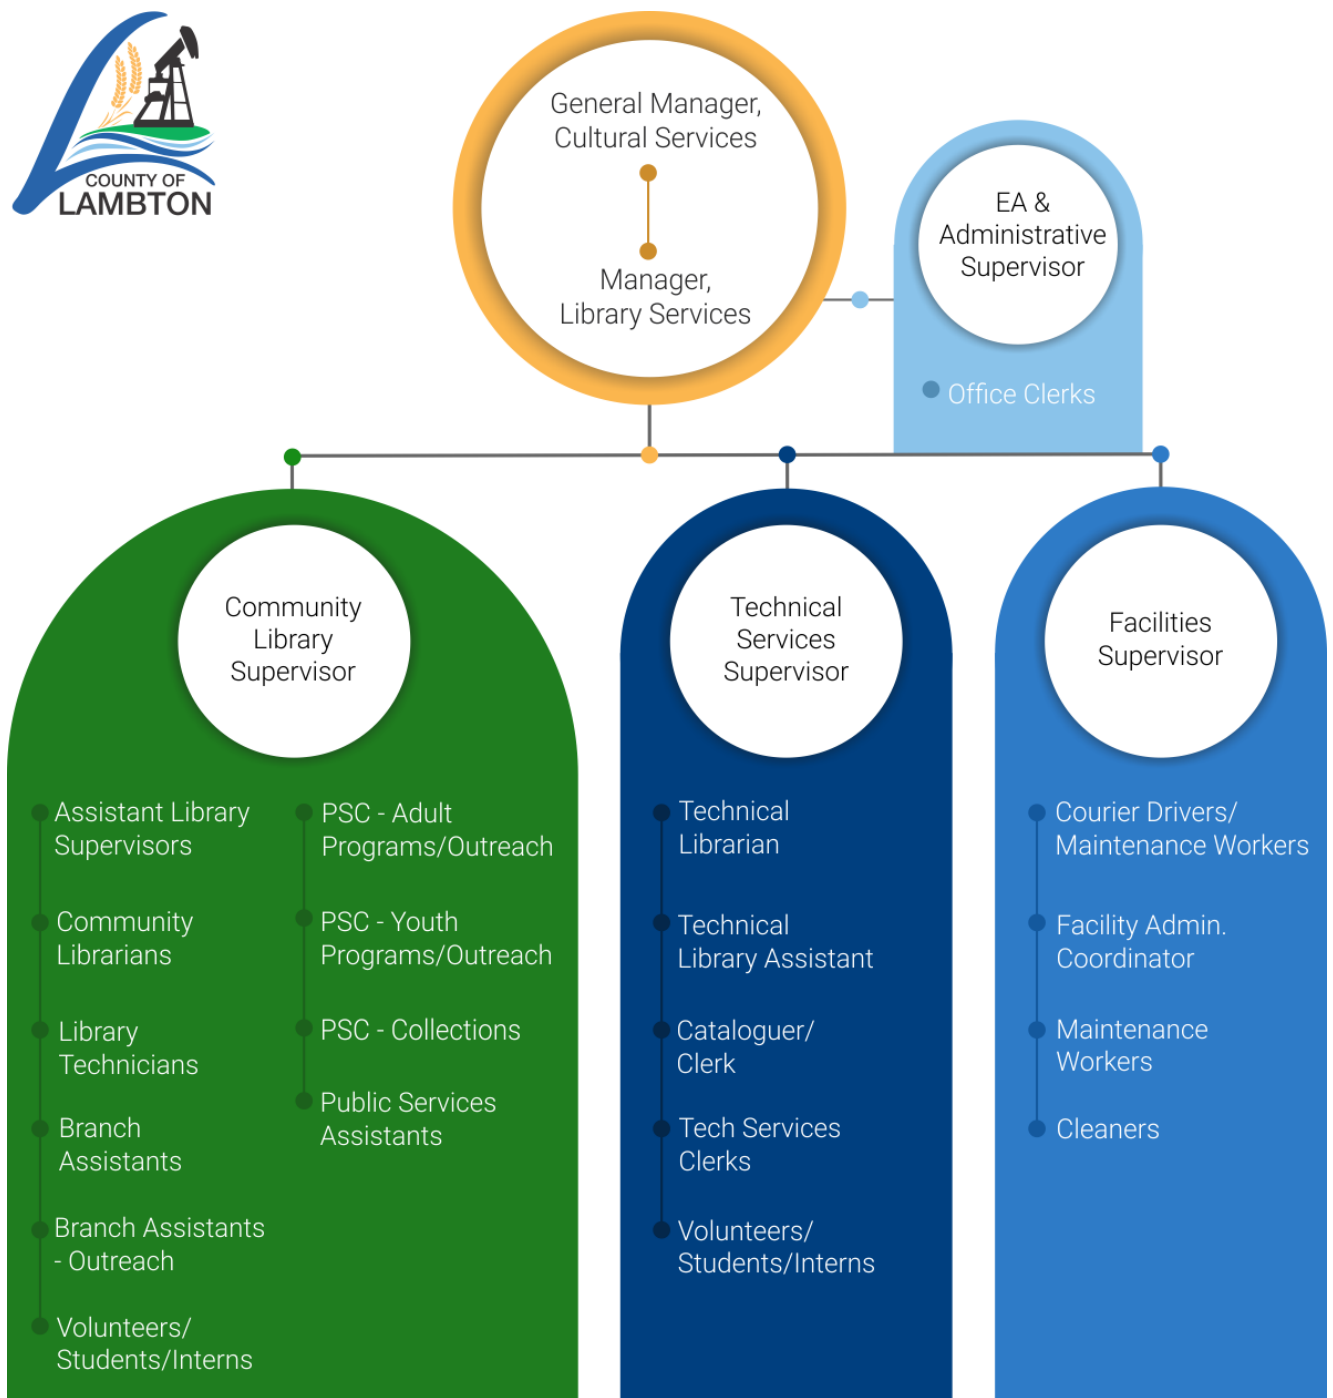 COUNTY OF
LAMBTON
General Manager,
Cultural Services
Manager,
Library Services
EA &
Administrative
Supervisor
Office Clerks
Community
Library
Supervisor
Assistant Library
Supervisors
Community
Librarians
Library
Technicians
Branch
Assistants
Branch Assistants
- Outreach
Volunteers/
Students/Interns
PSC - Adult
Programs/Outreach
PSC - Youth
Programs/Outreach
PSC - Collections
Public Services
Assistants
Technical
Services
Supervisor
Technical
Librarian
Technical
Library Assistant
Cataloguer/
Clerk
Tech Services
Clerks
Volunteers/
Students/Interns
Facilities
Supervisor
Courier Drivers/
Maintenance Workers
Facility Admin.
Coordinator
Maintenance
Workers
Cleaners